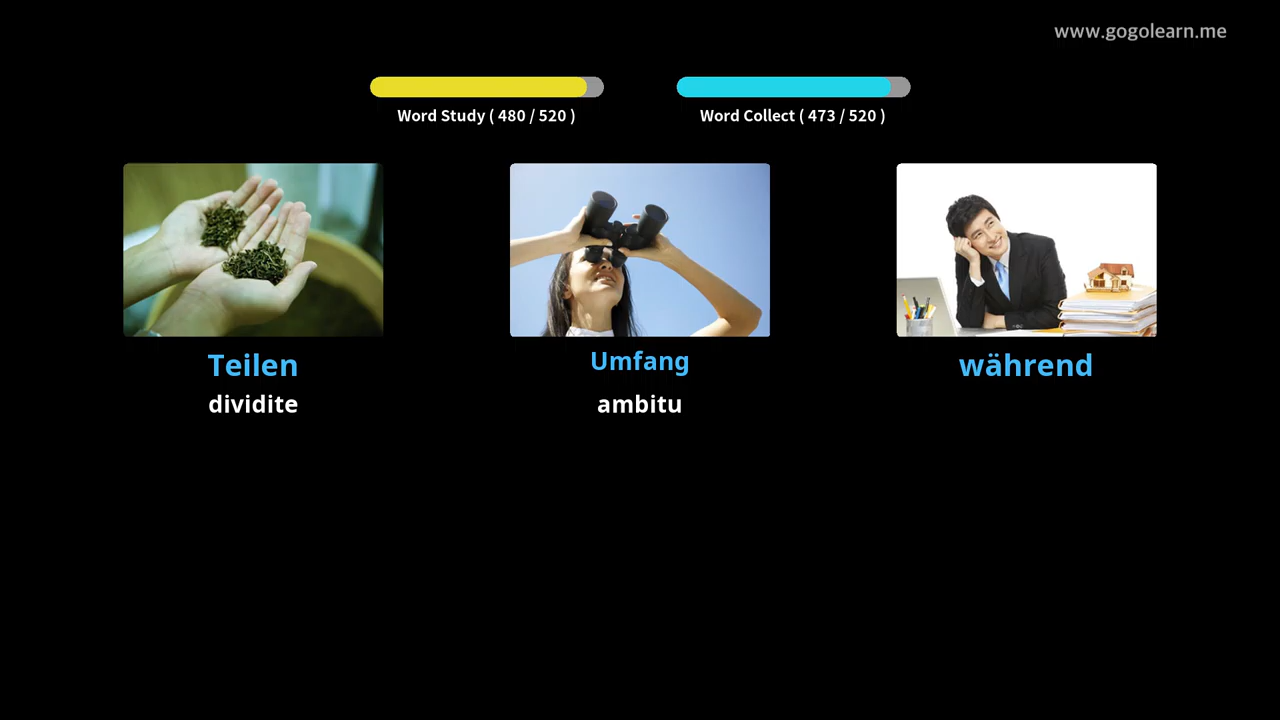 www.gogolearn.me
Word Study ( 480 / 520 )
Word Collect ( 473 / 520 )
Teilen
dividite
Umfang
ambitu
während